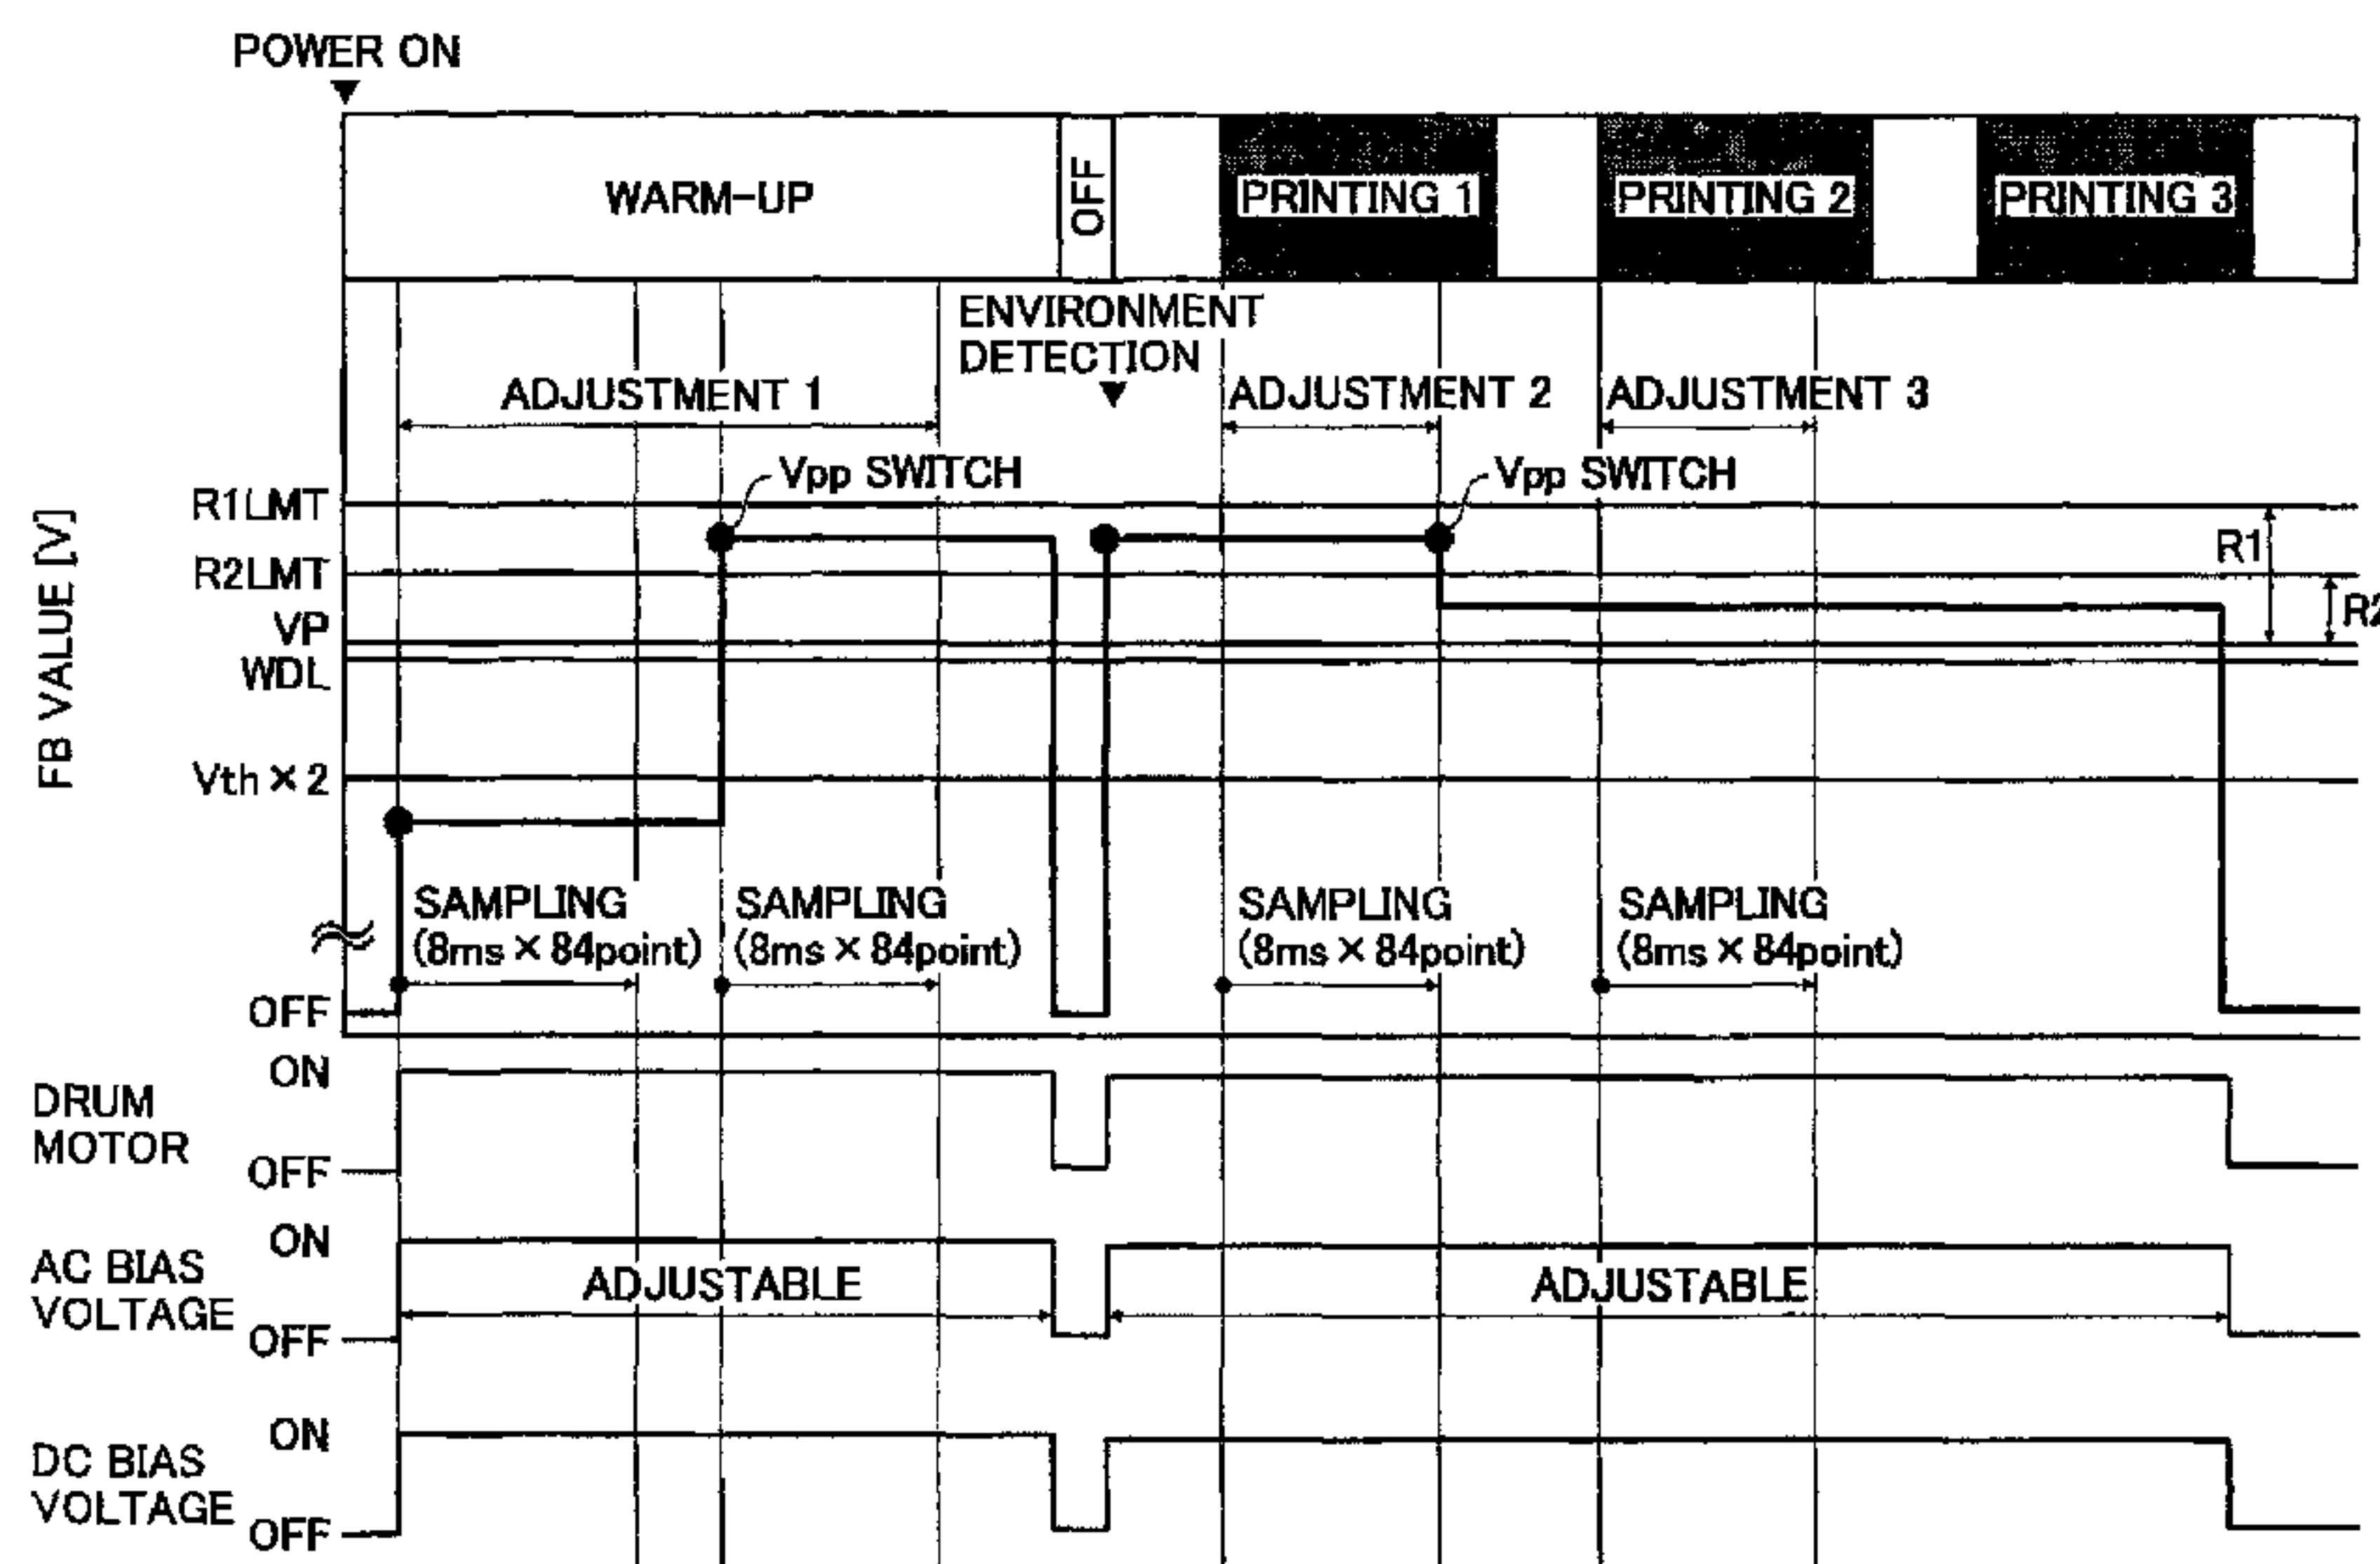 POWER ON
WARM-UP
OFF
PRINTING 1
PRINTING 2
PRINTING 3
ENVIRONMENT
DETECTION
ADJUSTMENT 1
ADJUSTMENT 2
ADJUSTMENT 3
Vpp SWITCH
Vpp SWITCH
FB VALUE [V]
R1LMT
R2LMT
VP
WDL
Vth × 2
OFF
R1
R2
SAMPLING
(8ms × 84point)
SAMPLING
(8ms × 84point)
SAMPLING
(8ms × 84point)
SAMPLING
(8ms × 84point)
DRUM
MOTOR
ON
OFF
AC BIAS
VOLTAGE
ON
OFF
ADJUSTABLE
ADJUSTABLE
DC BIAS
VOLTAGE
ON
OFF